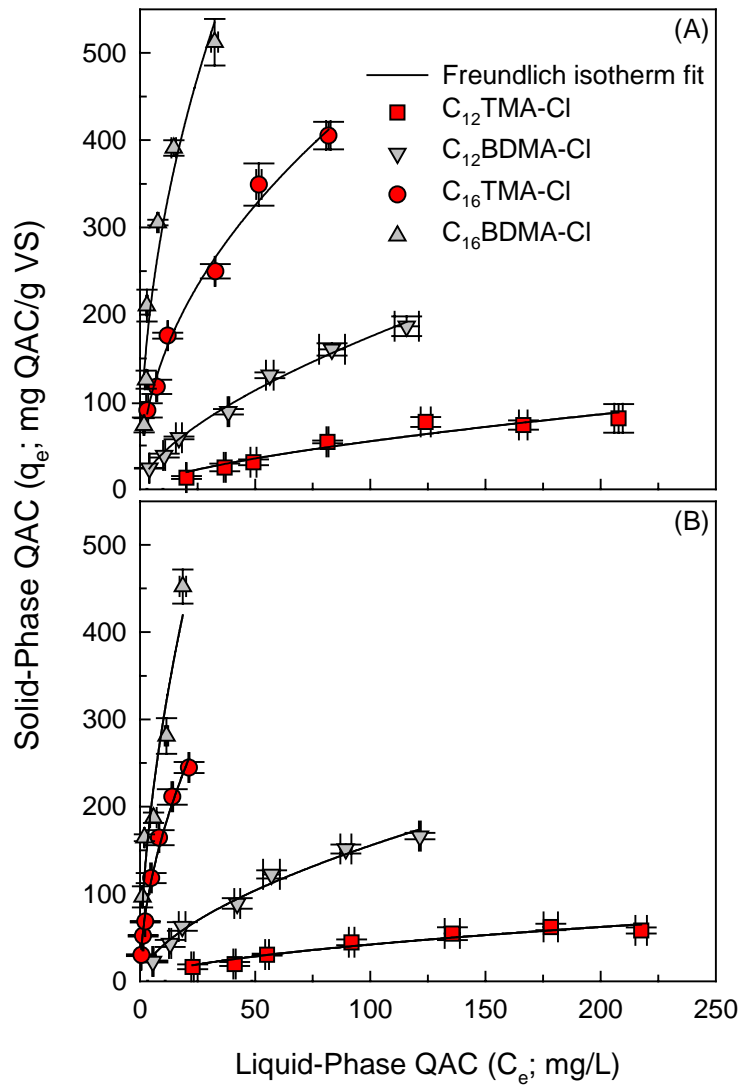 (A)
Freundlich isotherm fit
C₁₂TMA-Cl
C₁₂BDMA-Cl
C₁₆TMA-Cl
C₁₆BDMA-Cl
500
400
300
200
100
0
(B)
500
400
300
200
100
0
0 50 100 150 200 250
Solid-Phase QAC (qₑ; mg QAC/g VS)
Liquid-Phase QAC (Cₑ; mg/L)